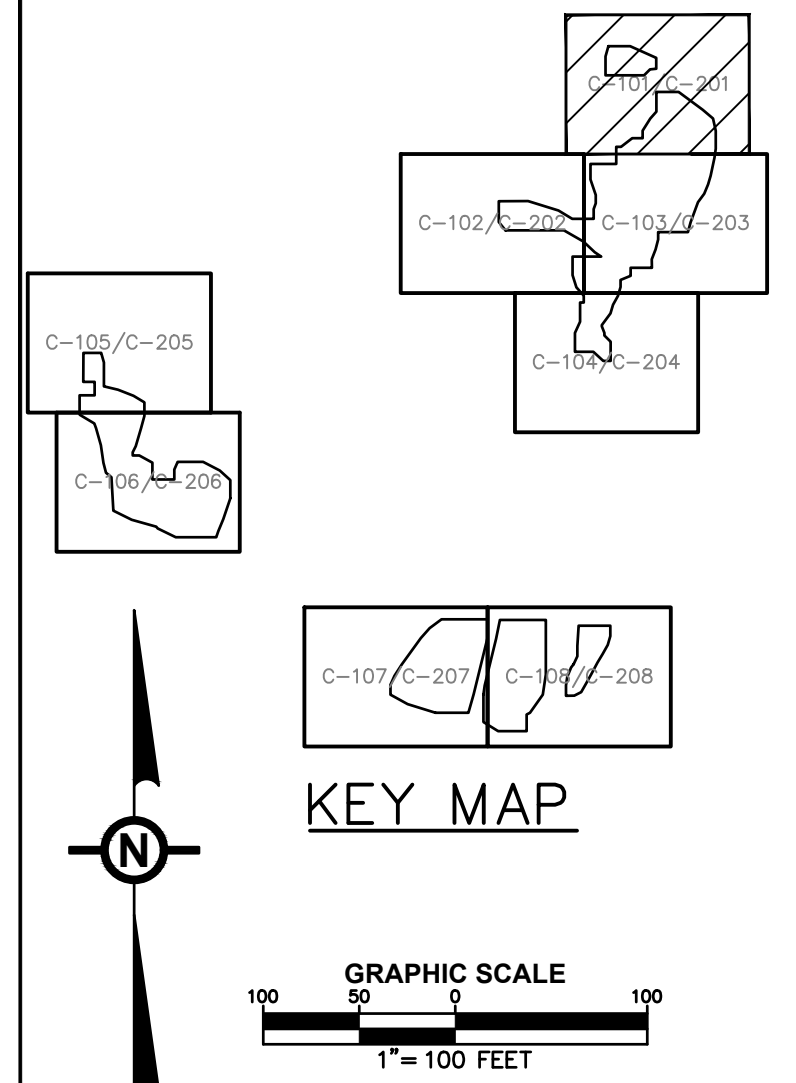 C-101/C-201
C-102/C-202 C-103/C-203
C-105/C-205
C-104/C-204
C-106/C-206
C-107/C-207 C-108/C-208
KEY MAP
N
GRAPHIC SCALE
100 50 0 100
1"= 100 FEET